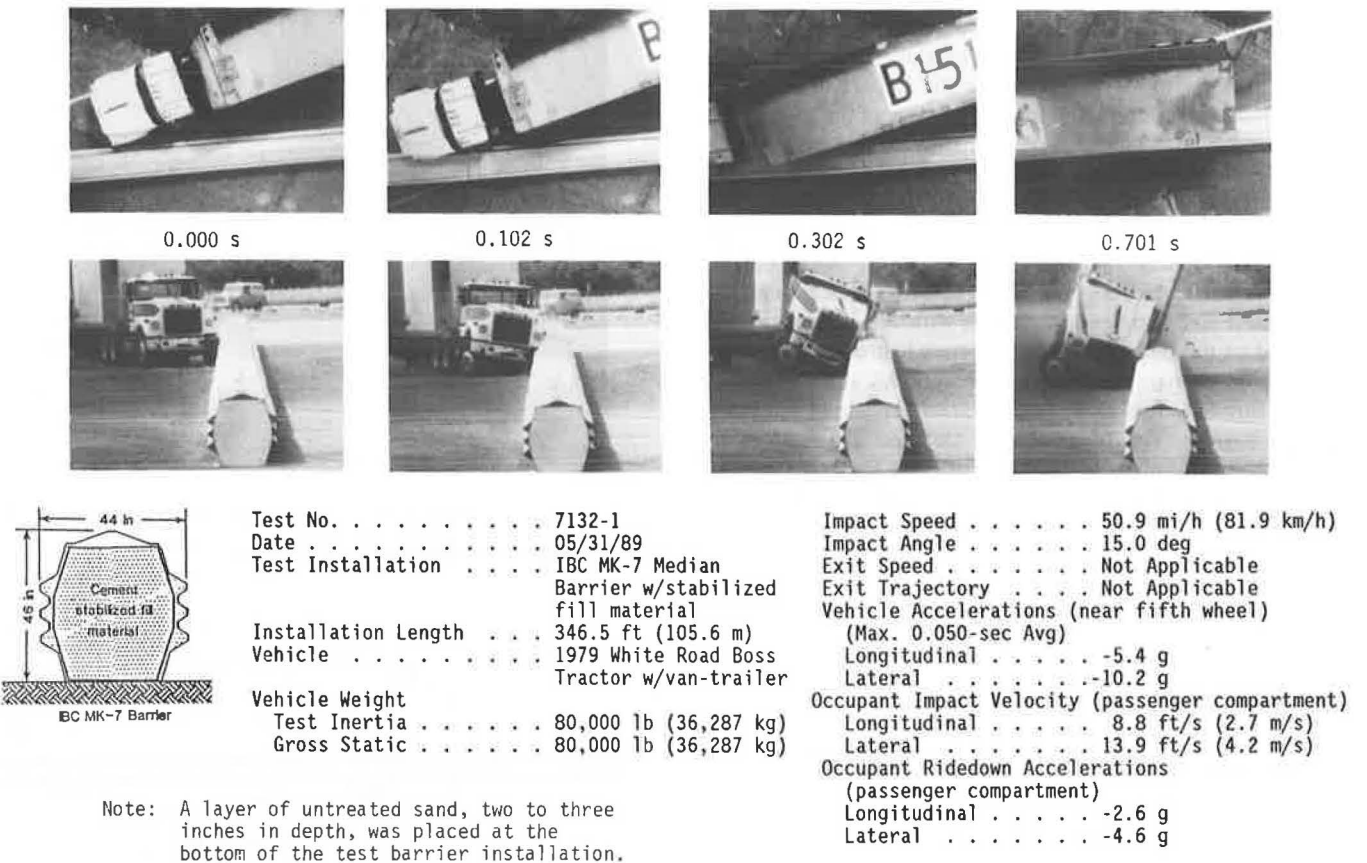 B
B151
0.000 s
0.102 s
0.302 s
0.701 s
44 in
46 in
Cement
stabilized fill
material
IBC MK-7 Barrier
Test No. . . . . . . . . . . 7132-1
Date . . . . . . . . . . . . 05/31/89
Test Installation . . . . IBC MK-7 Median
Barrier w/stabilized
fill material
Installation Length . . . 346.5 ft (105.6 m)
Vehicle . . . . . . . . . . 1979 White Road Boss
Tractor w/van-trailer
Vehicle Weight
Test Inertia . . . . . . 80,000 lb (36,287 kg)
Gross Static . . . . . . 80,000 lb (36,287 kg)
Note: A layer of untreated sand, two to three
inches in depth, was placed at the
bottom of the test barrier installation.
Impact Speed . . . . . . 50.9 mi/h (81.9 km/h)
Impact Angle . . . . . . 15.0 deg
Exit Speed . . . . . . . Not Applicable
Exit Trajectory . . . . Not Applicable
Vehicle Accelerations (near fifth wheel)
(Max. 0.050-sec Avg)
Longitudinal . . . . . -5.4 g
Lateral . . . . . . . -10.2 g
Occupant Impact Velocity (passenger compartment)
Longitudinal . . . . . 8.8 ft/s (2.7 m/s)
Lateral . . . . . . . 13.9 ft/s (4.2 m/s)
Occupant Ridedown Accelerations
(passenger compartment)
Longitudinal . . . . . -2.6 g
Lateral . . . . . . . -4.6 g